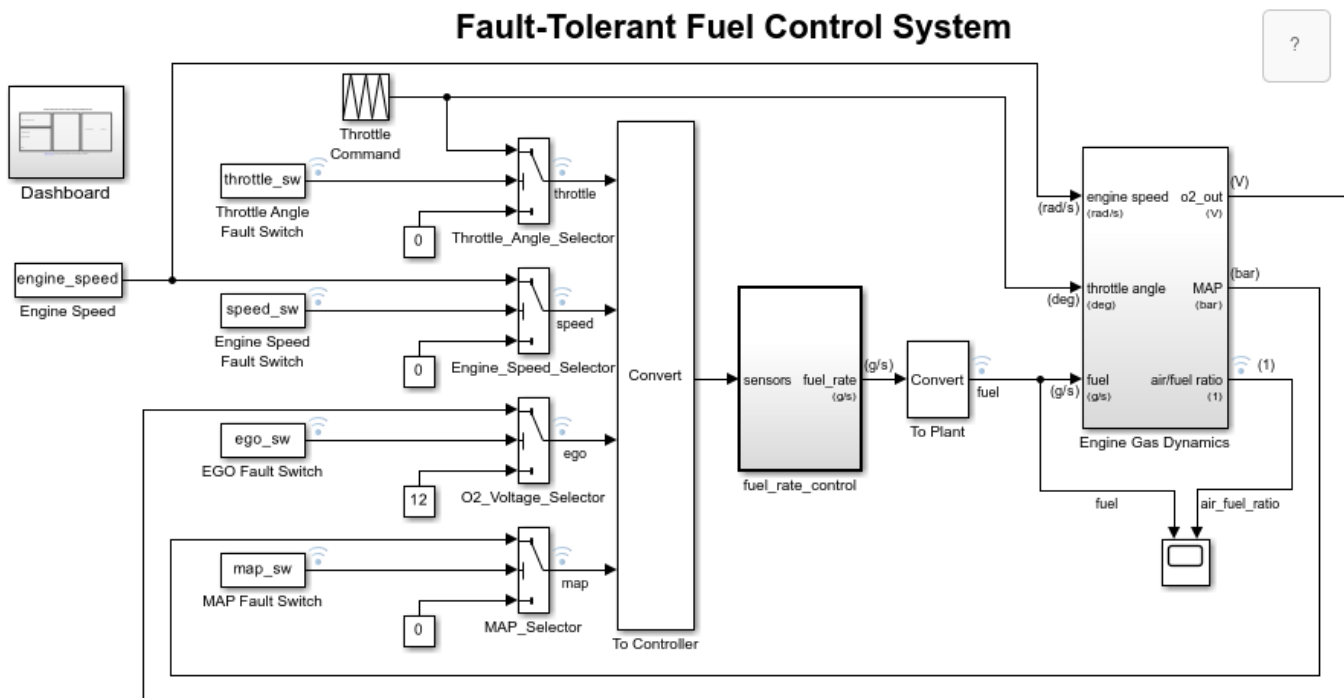 Fault-Tolerant Fuel Control System
?
Dashboard
Throttle
Command
throttle_sw
Throttle Angle
Fault Switch
0
throttle
Throttle_Angle_Selector
engine_speed
Engine Speed
speed_sw
Engine Speed
Fault Switch
0
speed
Engine_Speed_Selector
ego_sw
EGO Fault Switch
12
ego
O2_Voltage_Selector
map_sw
MAP Fault Switch
0
map
MAP_Selector
Convert
To Controller
sensors
fuel_rate
(g/s)
fuel_rate_control
(g/s)
Convert
To Plant
fuel
(rad/s)
engine speed
(rad/s)
o2_out
(V)
(V)
(deg)
throttle angle
(deg)
MAP
(bar)
(bar)
(g/s)
fuel
(g/s)
air/fuel ratio
(1)
(1)
Engine Gas Dynamics
fuel
air_fuel_ratio